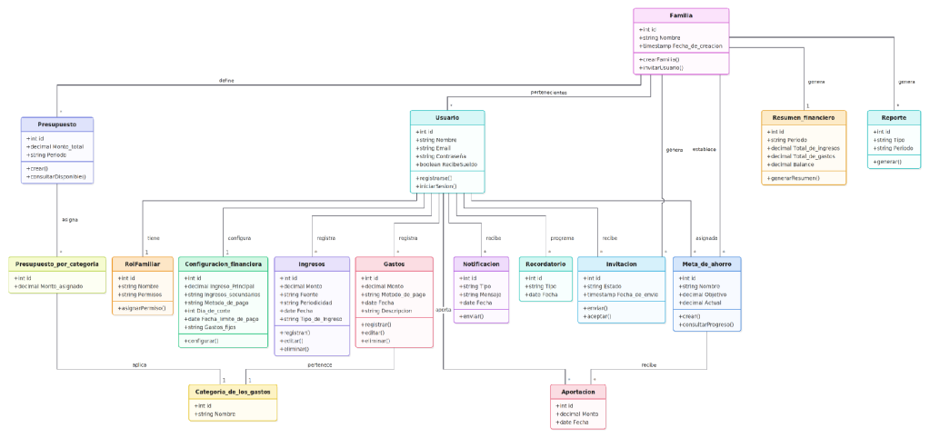 Familia
+int id
+string Nombre
+timestamp Fecha_de_creacion
+crearFamilia()
+invitarUsuario()
define
pertenecientes
genera
establece
genera
1
genera
*
*
*
Presupuesto
+int id
+decimal Monto_total
+string Periodo
+crear()
+consultarDisponible()
Usuario
+int id
+string Nombre
+string Email
+string Contraseña
+boolean RecibeSueldo
+registrarse()
+iniciarSesion()
Resumen_financiero
+int id
+string Periodo
+decimal Total_de_ingresos
+decimal Total_de_gastos
+decimal Balance
+generarResumen()
Reporte
+int id
+string Tipo
+string Periodo
+generar()
asigna
*
tiene
1
configura
1
registra
*
registra
*
aporta
recibe
*
programa
*
recibe
*
*
asignado
*
*
Presupuesto_por_categoria
+int id
+decimal Monto_asignado
RolFamiliar
+int id
+string Nombre
+string Permisos
+asignarPermiso()
Configuracion_financiera
+int id
+decimal Ingreso_Principal
+string Ingresos_secundarios
+string Metodo_de_pago
+int Dia_de_corte
+date Fecha_limite_de_pago
+string Gastos_fijos
+configurar()
Ingresos
+int id
+decimal Monto
+string Fuente
+string Periodicidad
+date Fecha
+string Tipo_de_ingreso
+registrar()
+editar()
+eliminar()
Gastos
+int id
+decimal Monto
+string Metodo_de_pago
+date Fecha
+string Descripcion
+registrar()
+editar()
+eliminar()
Notificacion
+int id
+string Tipo
+string Mensaje
+date Fecha
+enviar()
Recordatorio
+int id
+string Tipo
+date Fecha
Invitacion
+int id
+string Estado
+timestamp Fecha_de_envio
+enviar()
+aceptar()
Meta_de_ahorro
+int id
+string Nombre
+decimal Objetivo
+decimal Actual
+crear()
+consultarProgreso()
aplica
1
pertenece
1
recibe
*
*
Categoria_de_los_gastos
+int id
+string Nombre
Aportacion
+int id
+decimal Monto
+date Fecha